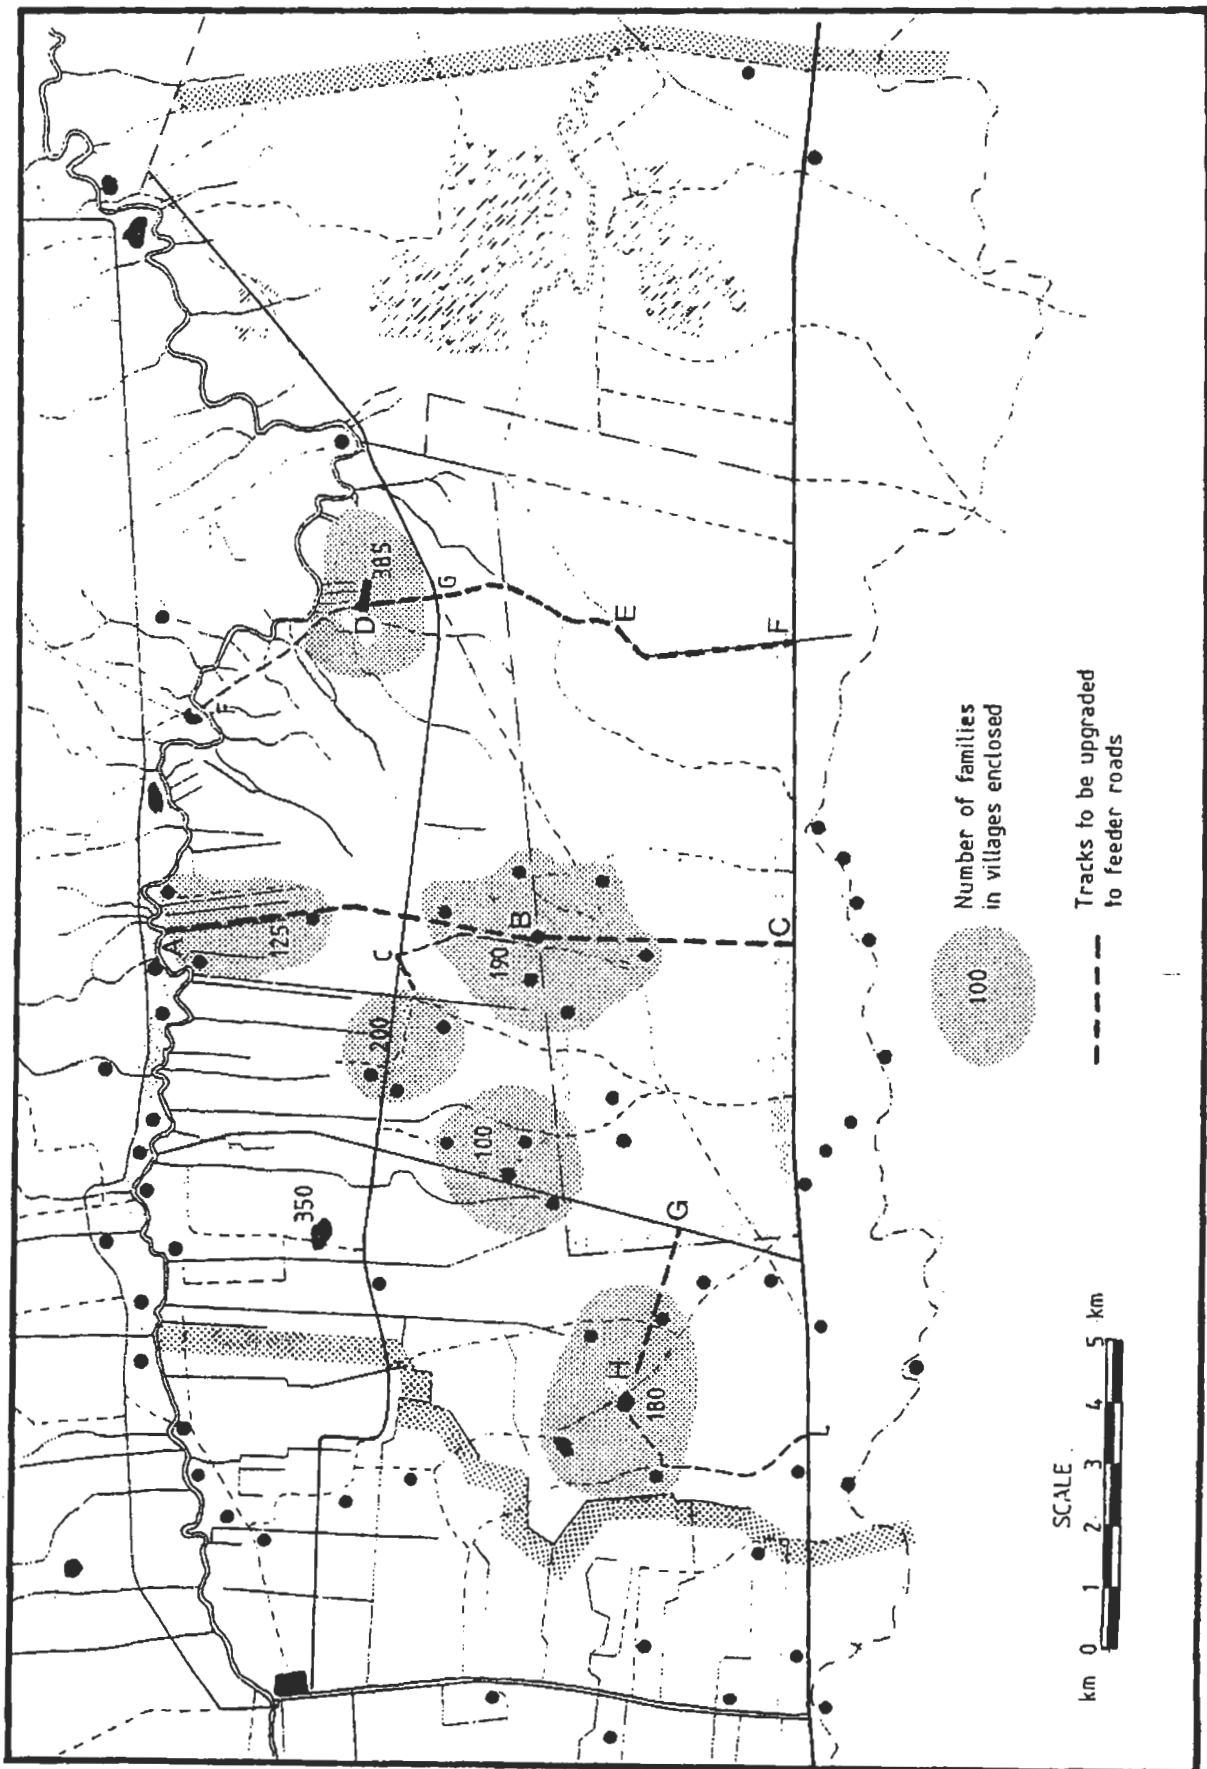 385
D
G
E
F
F
A
125
C
B
190
C
200
100
350
G
H
180
L
100
Number of families
in villages enclosed
Tracks to be upgraded
to feeder roads
SCALE
km 0 1 2 3 4 5 km